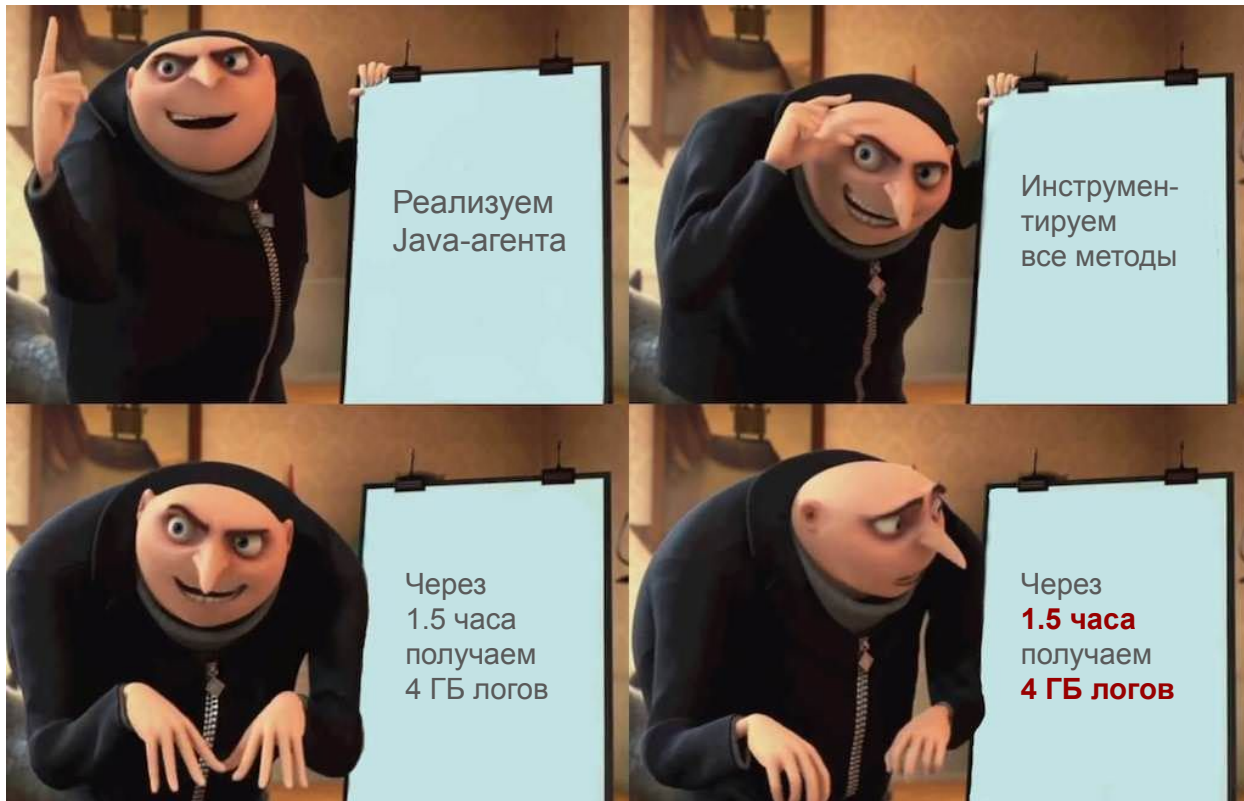 Реализуем
Java-агента
Инструмен-
тируем
все методы
Через
1.5 часа
получаем
4 ГБ логов
Через
1.5 часа
получаем
4 ГБ логов